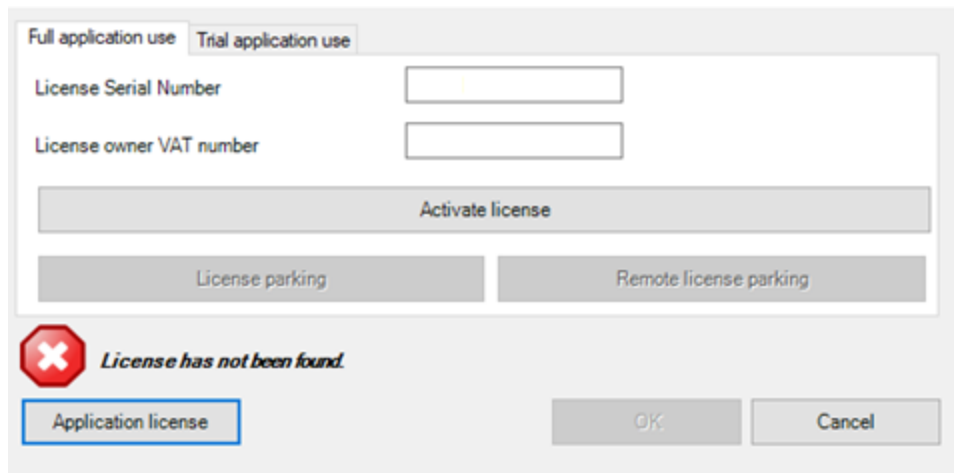 Full application use
Trial application use
License Serial Number
License owner VAT number
Activate license
License parking
Remote license parking
License has not been found.
Application license
OK
Cancel